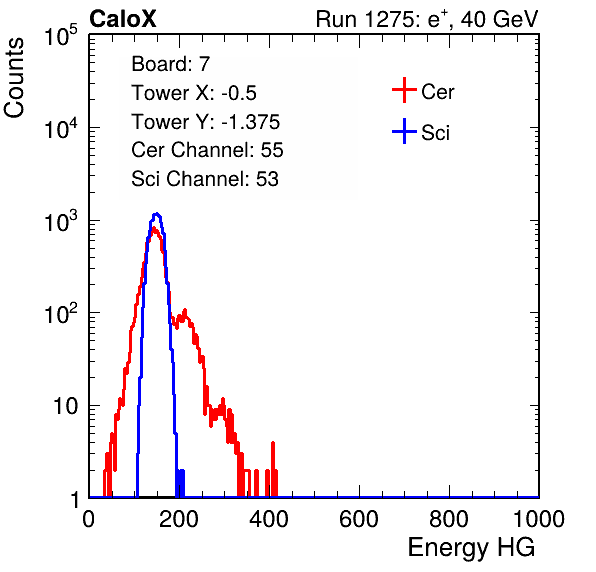 CaloX Run 1275: e⁺, 40 GeV
Counts
Board: 7
Tower X: -0.5
Tower Y: -1.375
Cer Channel: 55
Sci Channel: 53
Cer
Sci
10⁵
10⁴
10³
10²
10
1
0 200 400 600 800 1000
Energy HG